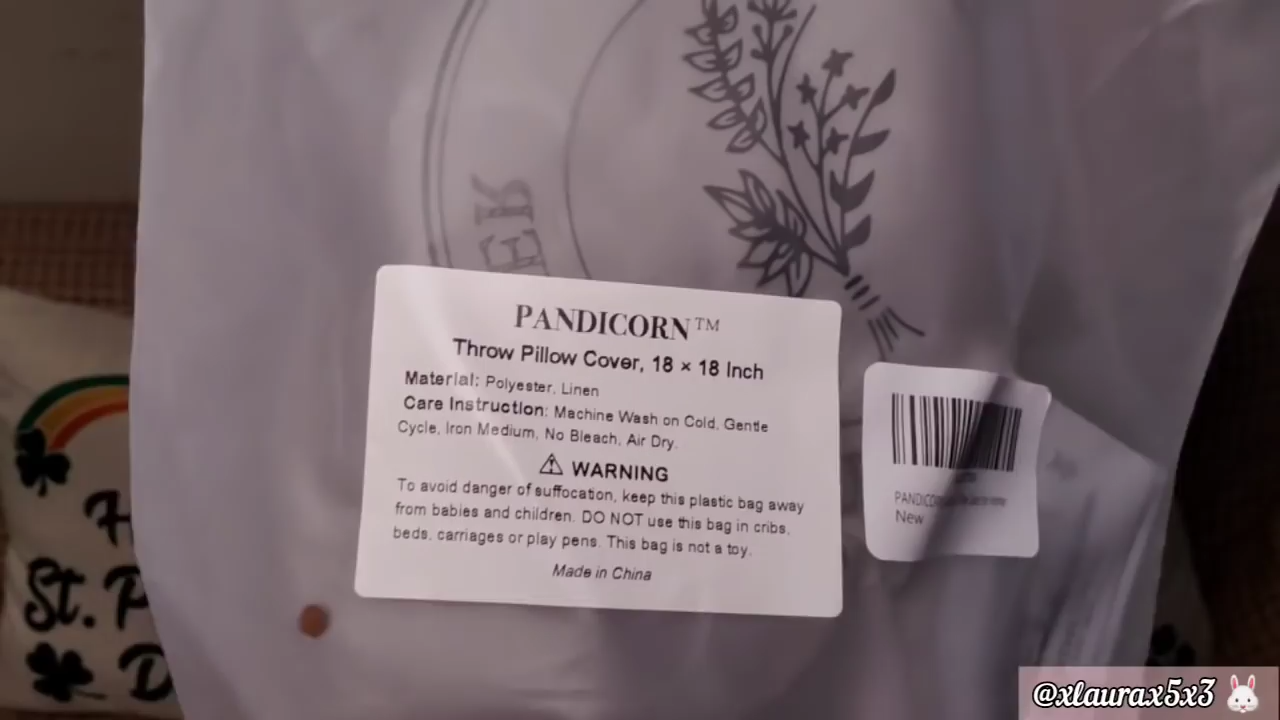 ER
PANDICORN™
Throw Pillow Cover, 18 × 18 Inch
Material: Polyester, Linen
Care Instruction: Machine Wash on Cold, Gentle
Cycle, Iron Medium, No Bleach, Air Dry.
⚠ WARNING
To avoid danger of suffocation, keep this plastic bag away
from babies and children. DO NOT use this bag in cribs,
beds, carriages or play pens. This bag is not a toy.
Made in China
New
H
St. P
D
@xlaurax5x3